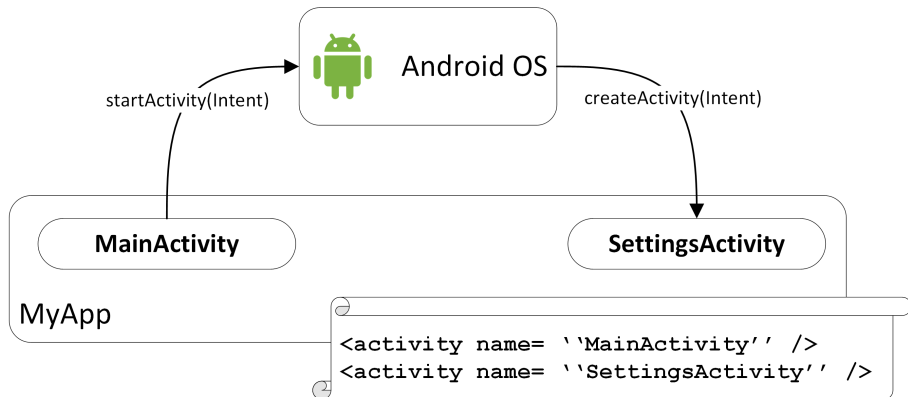 Android OS
startActivity(Intent)
createActivity(Intent)
MainActivity
SettingsActivity
MyApp
<activity name= ‘‘MainActivity’’ />
<activity name= ‘‘SettingsActivity’’ />